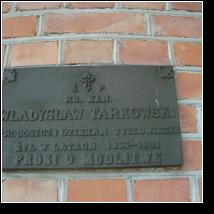 Ś P
KS. KAN.
WŁADYSŁAW TARKOWSKI
PROBOSZCZ I DZIEKAN TYSZOWIECKI
ŻYŁ W LATACH
PROSI O MODLITWĘ